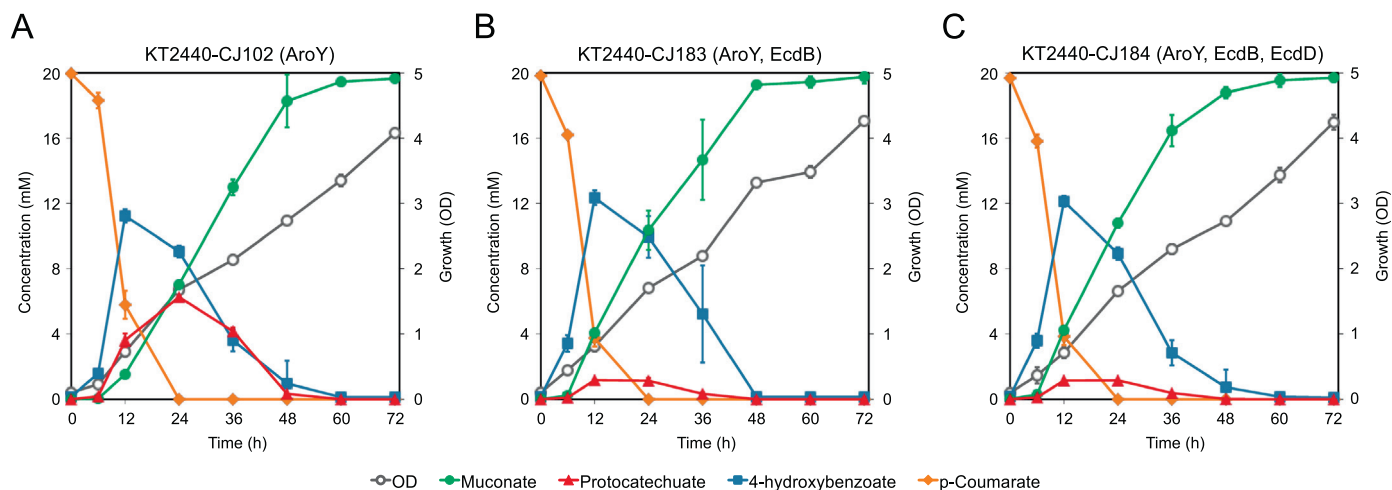 A
KT2440-CJ102 (AroY)
20
16
12
8
4
0
Concentration (mM)
5
4
3
2
1
0
Growth (OD)
0 12 24 36 48 60 72
Time (h)
B
KT2440-CJ183 (AroY, EcdB)
20
16
12
8
4
0
Concentration (mM)
5
4
3
2
1
0
Growth (OD)
0 12 24 36 48 60 72
Time (h)
C
KT2440-CJ184 (AroY, EcdB, EcdD)
20
16
12
8
4
0
Concentration (mM)
5
4
3
2
1
0
Growth (OD)
0 12 24 36 48 60 72
Time (h)
OD Muconate Protocatechuate 4-hydroxybenzoate p-Coumarate